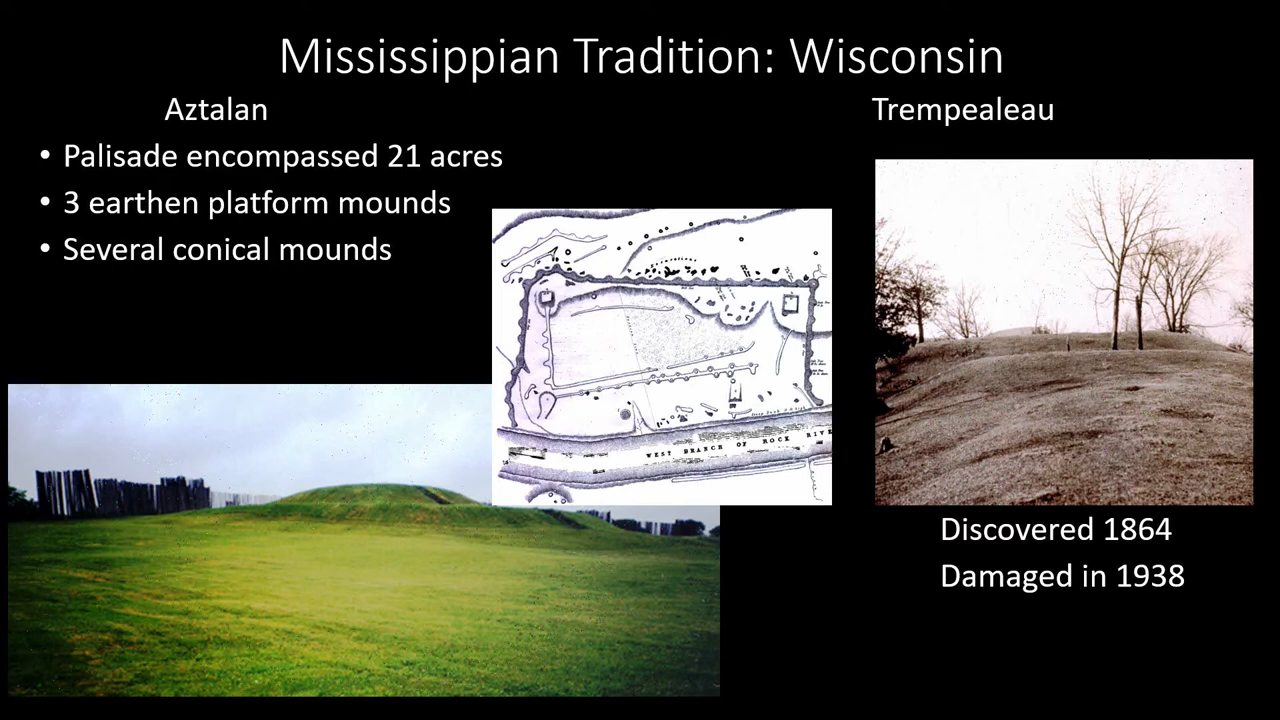 Mississippian Tradition: Wisconsin
Aztalan
• Palisade encompassed 21 acres
• 3 earthen platform mounds
• Several conical mounds
WEST BRANCH OF ROCK RIVE
Trempealeau
Discovered 1864
Damaged in 1938